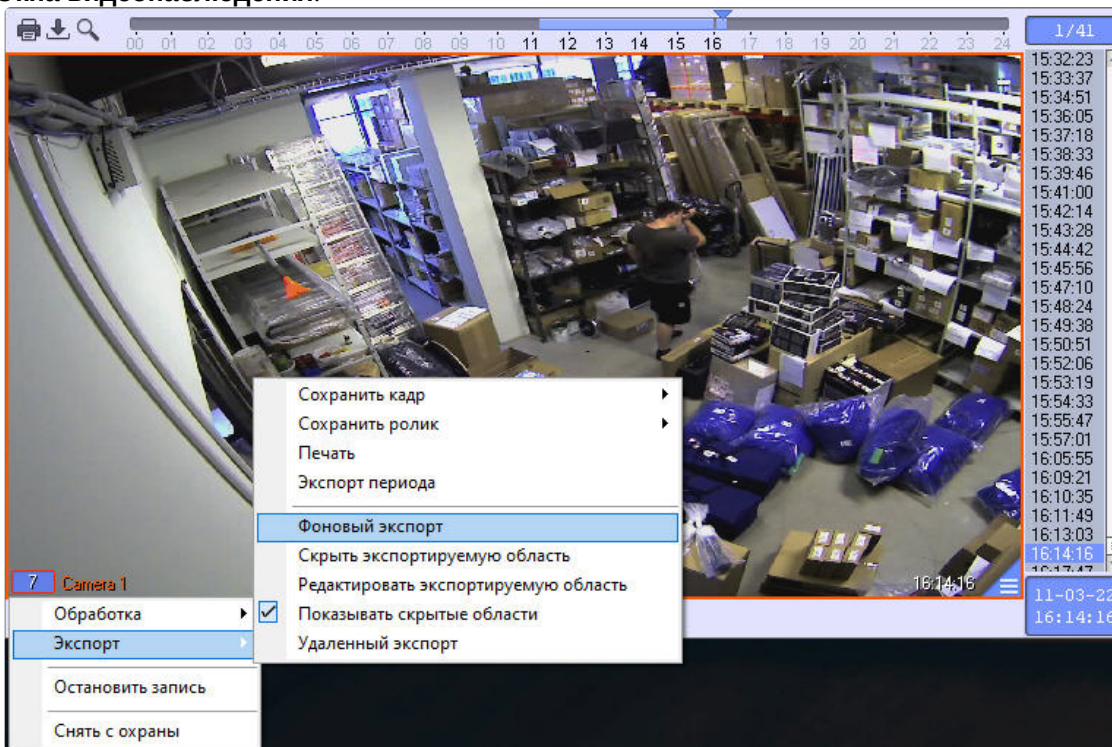 Окна видеонаблюдения.
1/41
00 01 02 03 04 05 06 07 08 09 10 11 12 13 14 15 16 17 18 19 20 21 22 23 24
15:32:23
15:33:37
15:34:51
15:36:05
15:37:18
15:38:33
15:39:46
15:41:00
15:42:14
15:43:28
15:44:42
15:45:56
15:47:10
15:48:24
15:49:38
15:50:51
15:52:06
15:53:19
15:54:33
15:55:47
15:57:01
16:05:55
16:09:21
16:10:35
16:11:49
16:13:03
16:14:16
16:17:47
Сохранить кадр
Сохранить ролик
Печать
Экспорт периода
Фоновый экспорт
Скрыть экспортируемую область
Редактировать экспортируемую область
Показывать скрытые области
Удаленный экспорт
7 Camera 1
16:14:16
Обработка
Экспорт
Остановить запись
Снять с охраны
11-03-22
16:14:16